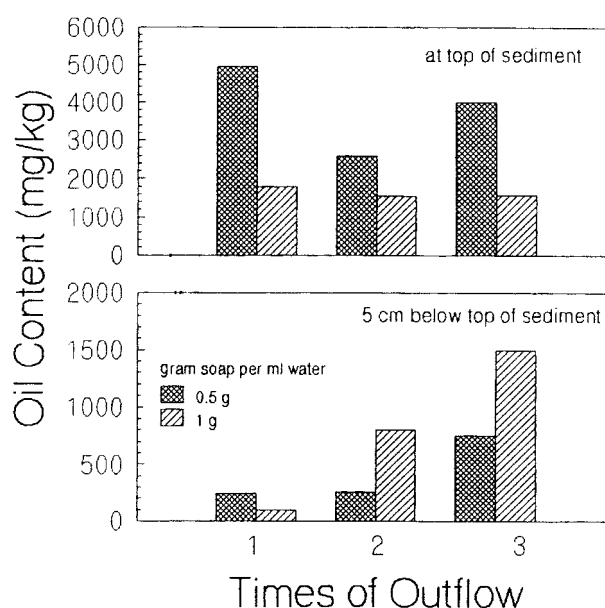 Oil Content (mg/kg)
6000
5000
4000
3000
2000
1000
0
at top of sediment
2000
1500
1000
500
0
5 cm below top of sediment
gram soap per ml water
0.5 g
1 g
1 2 3
Times of Outflow